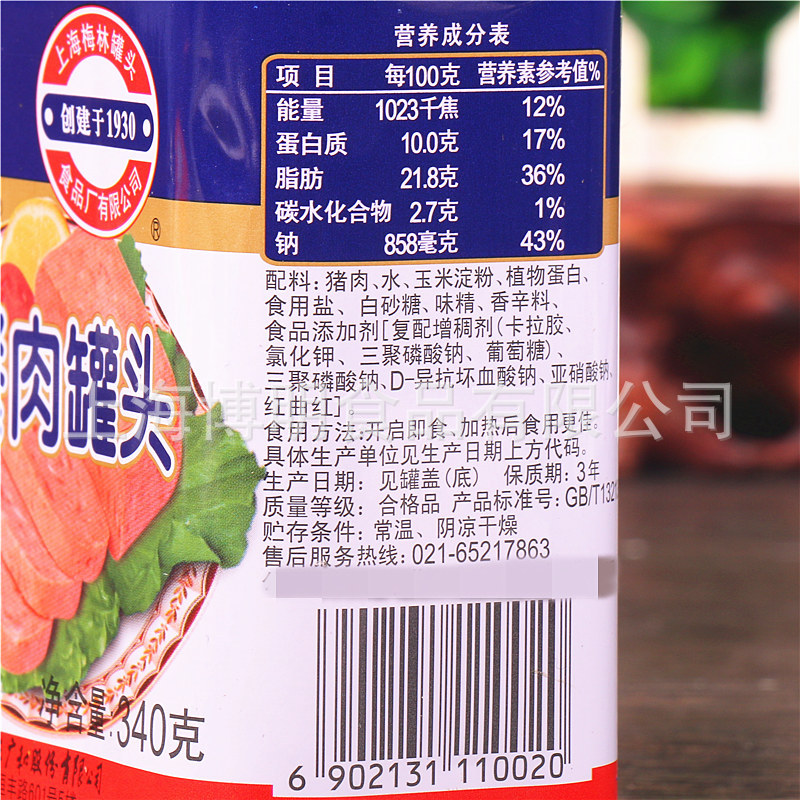 上海梅林罐头
创建于1930
食品厂有限公司
®
肉罐头
净含量:340克
营养成分表
项目 每100克 营养素参考值%
能量 1023千焦 12%
蛋白质 10.0克 17%
脂肪 21.8克 36%
碳水化合物 2.7克 1%
钠 858毫克 43%
配料:猪肉、水、玉米淀粉、植物蛋白、
食用盐、白砂糖、味精、香辛料、
食品添加剂[复配增稠剂(卡拉胶、
氯化钾、三聚磷酸钠、葡萄糖)、
三聚磷酸钠、D-异抗坏血酸钠、亚硝酸钠、
红曲红]。
食用方法:开启即食、加热后食用更佳。
具体生产单位见生产日期上方代码。
生产日期: 见罐盖(底) 保质期:3年
质量等级: 合格品 产品标准号:GB/T1321
贮存条件: 常温、阴凉干燥
售后服务热线:021-65217863
6 902131 110020
股份有限公司